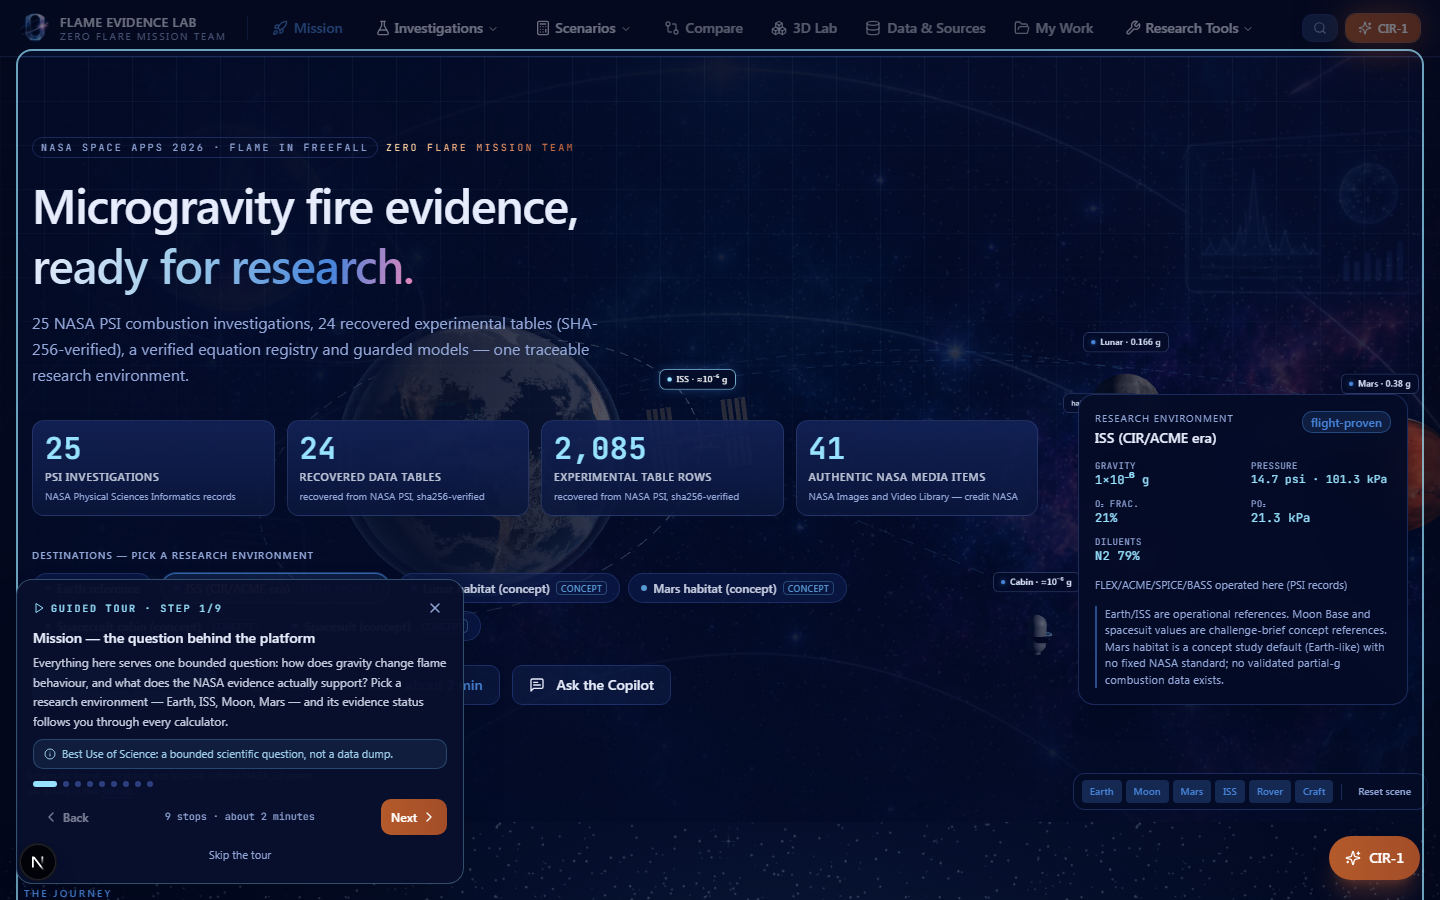 FLAME EVIDENCE LAB
ZERO FLARE MISSION TEAM
Mission
Investigations
Scenarios
Compare
3D Lab
Data & Sources
My Work
Research Tools
CIR-1
NASA SPACE APPS 2026 · FLAME IN FREEFALL
ZERO FLARE MISSION TEAM
Microgravity fire evidence,
ready for research.
25 NASA PSI combustion investigations, 24 recovered experimental tables (SHA-
256-verified), a verified equation registry and guarded models — one traceable
research environment.
ISS · ≈10⁻⁶ g
Lunar · 0.166 g
Mars · 0.38 g
25
PSI INVESTIGATIONS
NASA Physical Sciences Informatics records
24
RECOVERED DATA TABLES
recovered from NASA PSI, sha256-verified
2,085
EXPERIMENTAL TABLE ROWS
recovered from NASA PSI, sha256-verified
41
AUTHENTIC NASA MEDIA ITEMS
NASA Images and Video Library — credit NASA
RESEARCH ENVIRONMENT
flight-proven
ISS (CIR/ACME era)
GRAVITY
1×10⁻⁶ g
PRESSURE
14.7 psi · 101.3 kPa
O₂ FRAC.
21%
PO₂
21.3 kPa
DILUENTS
N2 79%
FLEX/ACME/SPICE/BASS operated here (PSI records)
Earth/ISS are operational references. Moon Base and
spacesuit values are challenge-brief concept references.
Mars habitat is a concept study default (Earth-like) with
no fixed NASA standard; no validated partial-g
combustion data exists.
DESTINATIONS — PICK A RESEARCH ENVIRONMENT
habitat (concept) CONCEPT
Mars habitat (concept) CONCEPT
Cabin · ≈10⁻⁶ g
min
Ask the Copilot
GUIDED TOUR · STEP 1/9
Mission — the question behind the platform
Everything here serves one bounded question: how does gravity change flame
behaviour, and what does the NASA evidence actually support? Pick a
research environment — Earth, ISS, Moon, Mars — and its evidence status
follows you through every calculator.
Best Use of Science: a bounded scientific question, not a data dump.
Back
9 stops · about 2 minutes
Next
Skip the tour
Earth
Moon
Mars
ISS
Rover
Craft
Reset scene
N
CIR-1
THE JOURNEY